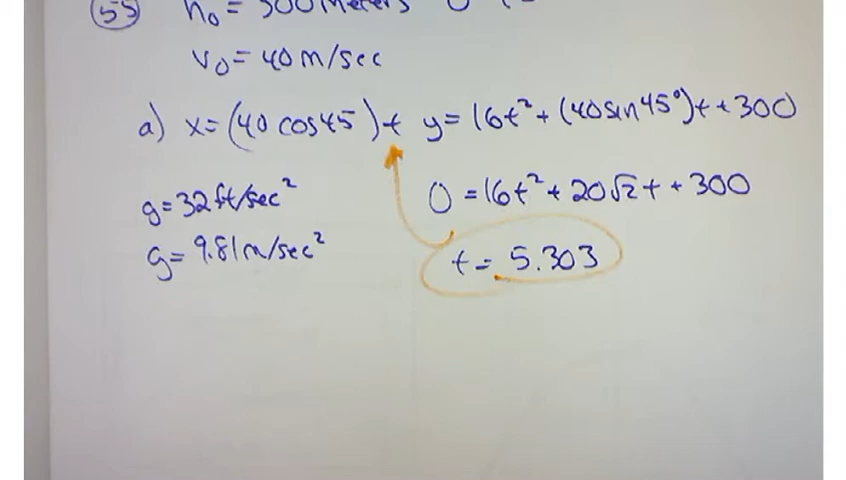 55 h₀ = 300 meters
v₀ = 40 m/sec
a) x = (40 cos 45°)t y = 16t² + (40 sin 45°)t + 300
g = 32 ft/sec² 0 = 16t² + 20√2 t + 300
g = 9.81 m/sec² t = 5.303